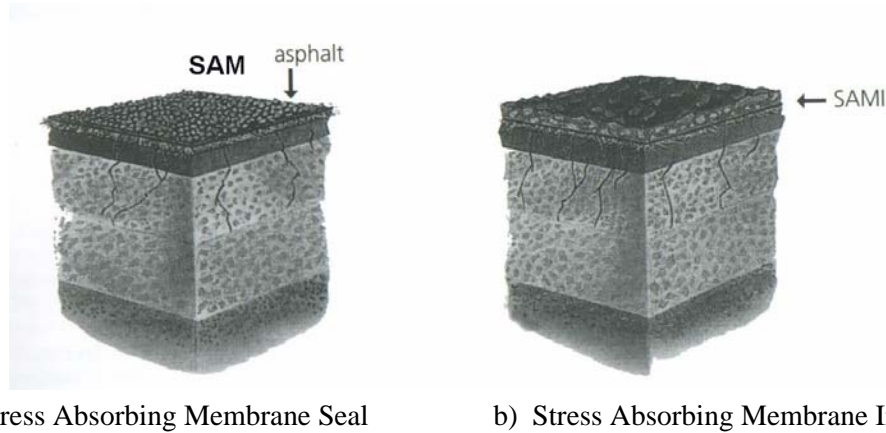 SAM
asphalt
SAMI
ress Absorbing Membrane Seal
b) Stress Absorbing Membrane I